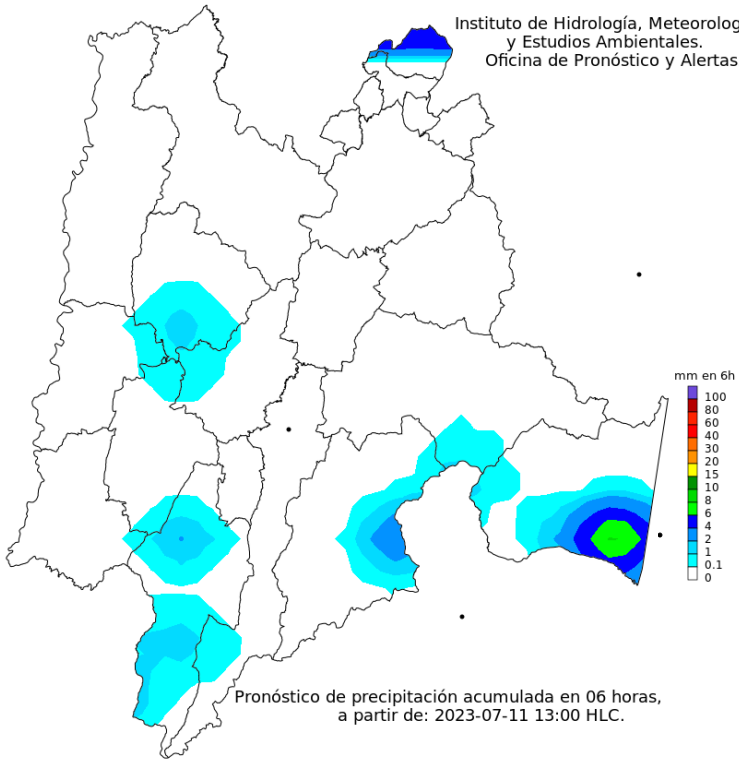 Instituto de Hidrología, Meteorolog
y Estudios Ambientales.
Oficina de Pronóstico y Alertas
mm en 6h
100
80
60
40
30
20
15
10
8
6
4
2
1
0.1
0
Pronóstico de precipitación acumulada en 06 horas,
a partir de: 2023-07-11 13:00 HLC.